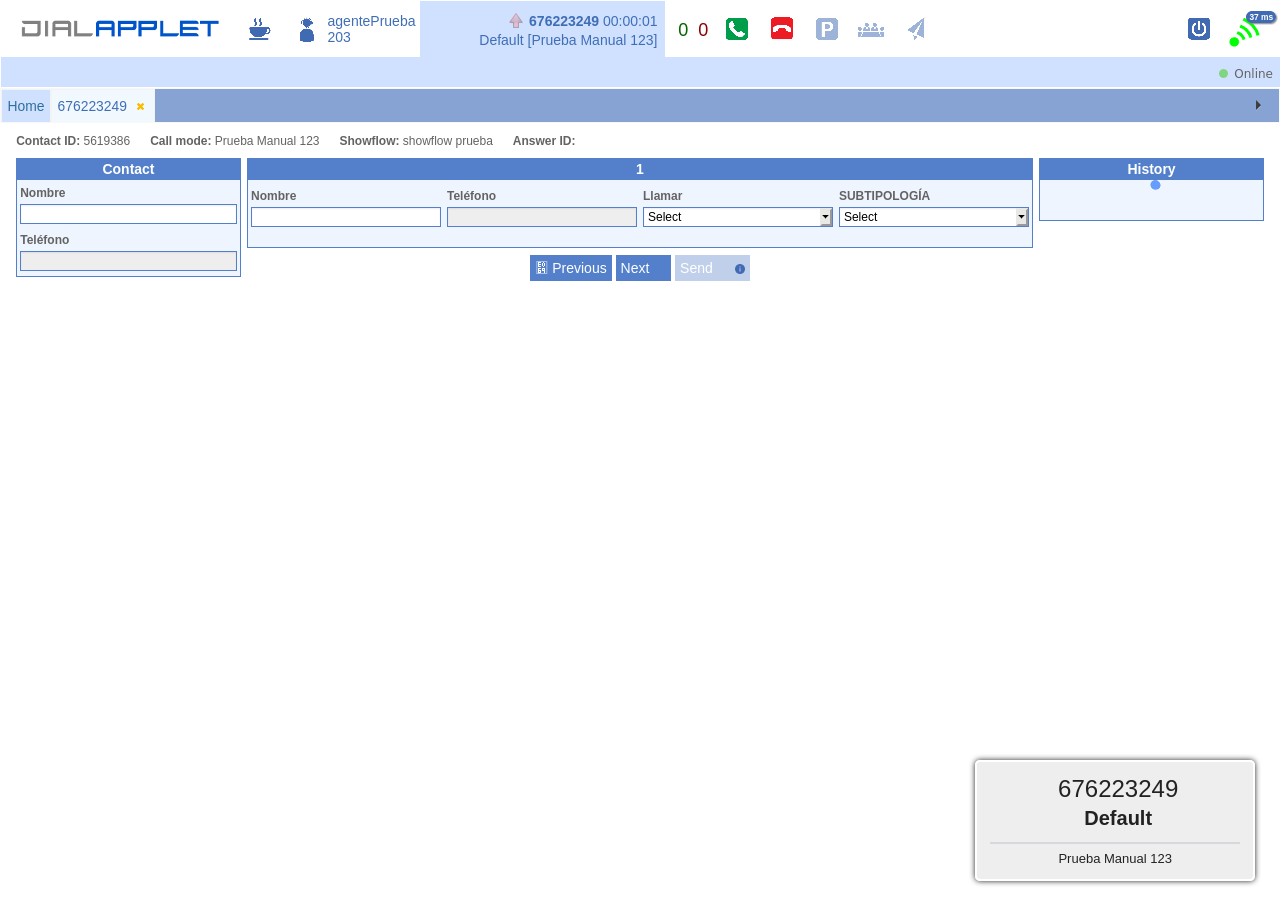 DIALAPPLET
agentePrueba
203
676223249 00:00:01
Default [Prueba Manual 123]
0 0
P
37 ms
Online
Home
676223249
Contact ID: 5619386 Call mode: Prueba Manual 123 Showflow: showflow prueba Answer ID:
Contact
Nombre
Teléfono
1
Nombre Teléfono Llamar SUBTIPOLOGÍA
Select Select
Previous Next Send
History
676223249
Default
Prueba Manual 123